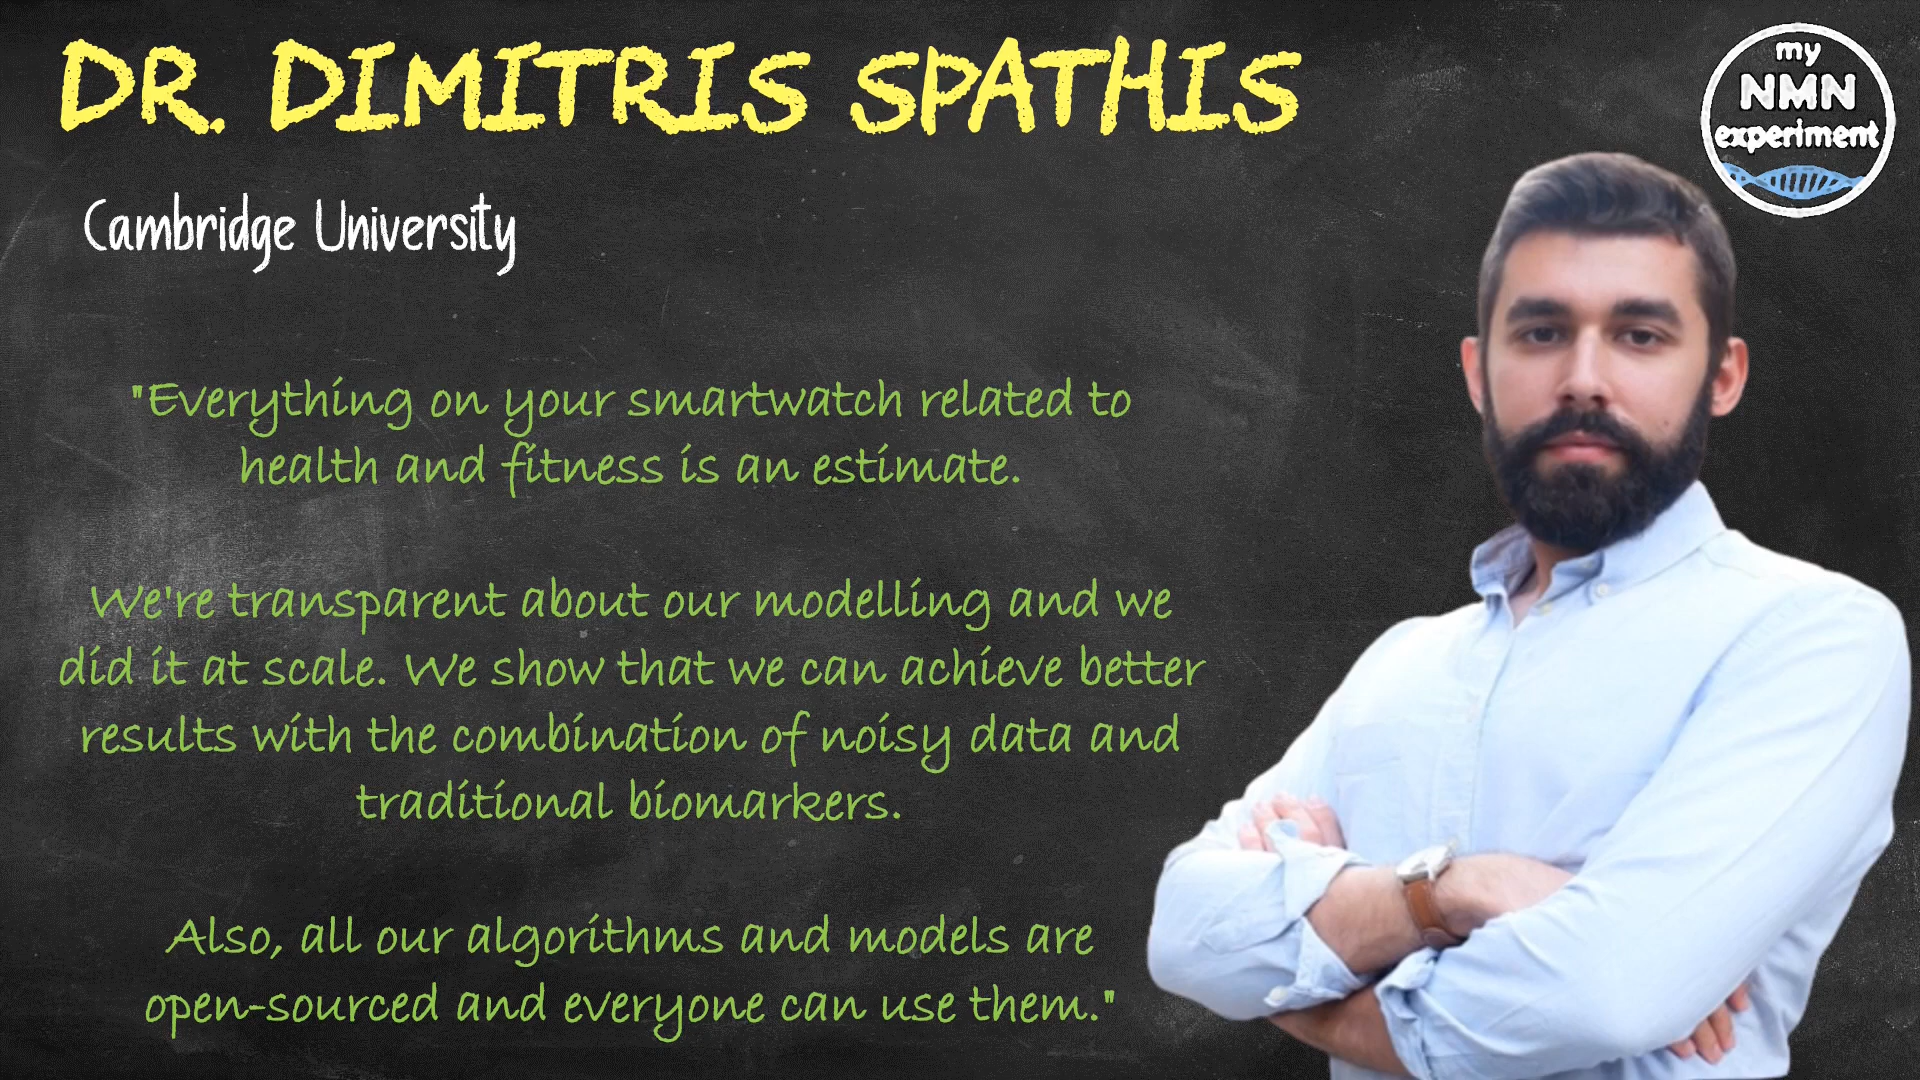 DR. DIMITRIS SPATHIS
my
NMN
experiment
Cambridge University
"Everything on your smartwatch related to
health and fitness is an estimate.
We're transparent about our modelling and we
did it at scale. We show that we can achieve better
results with the combination of noisy data and
traditional biomarkers.
Also, all our algorithms and models are
open-sourced and everyone can use them."